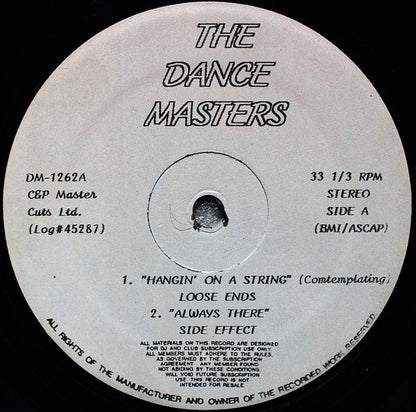 THE
DANCE
MASTERS
DM-1262A
C&P Master
Cuts Ltd.
(Log#45287)
33 1/3 RPM
STEREO
SIDE A
(BMI/ASCAP)
1. "HANGIN' ON A STRING" (Comtemplating)
LOOSE ENDS
2. "ALWAYS THERE"
SIDE EFFECT
ALL MATERIALS ON THIS RECORD ARE DESIGNED
FOR DJ AND CLUB SUBSCRIPTION USE ONLY.
ALL MEMBERS MUST ADHERE TO THE RULES.
AS GOVERNED BY THE SUBSCRIPTION
AGREEMENT. ANY MEMBER FOUND
NOT ABIDING BY THESE CONDITIONS
WILL VOID FUTURE SUBSCRIPTION
USE THIS RECORD IS NOT
INTENDED FOR RESALE.
ALL RIGHTS OF THE MANUFACTURER AND OWNER OF THE RECORDED WORK RESERVED